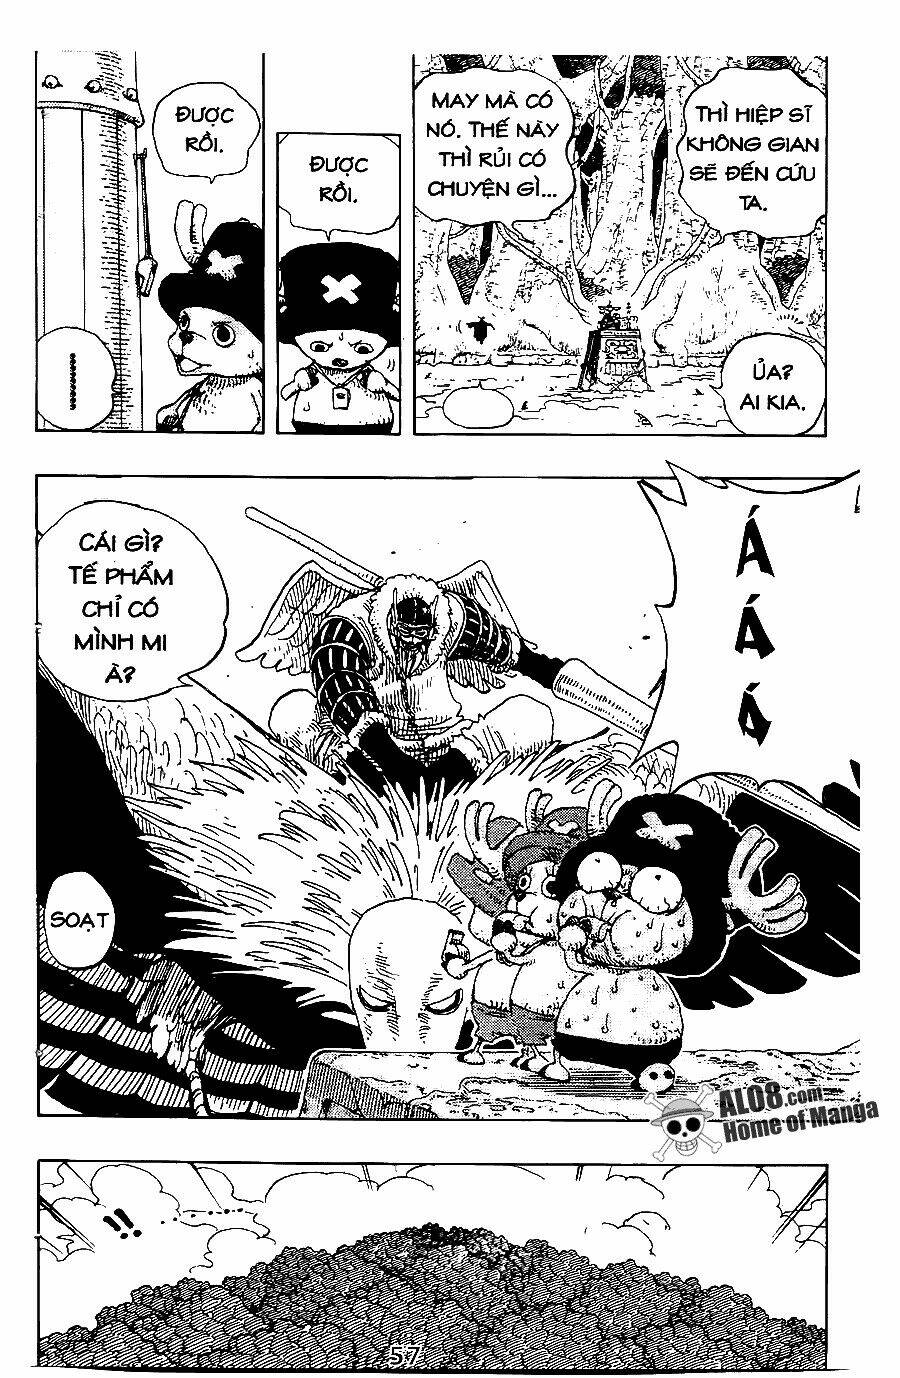 ĐƯỢC
RỒI.
ĐƯỢC
RỒI.
MAY MÀ CÓ
NÓ. THẾ NÀY
THÌ RỦI CÓ
CHUYỆN GÌ...
THÌ HIỆP SĨ
KHÔNG GIAN
SẼ ĐẾN CỨU
TA.
ỦA?
AI KIA.
CÁI GÌ?
TẾ PHẨM
CHỈ CÓ
MÌNH MI
À?
Á
Á
Á
SOẠT
AL08.com
Home of Manga
!!
57